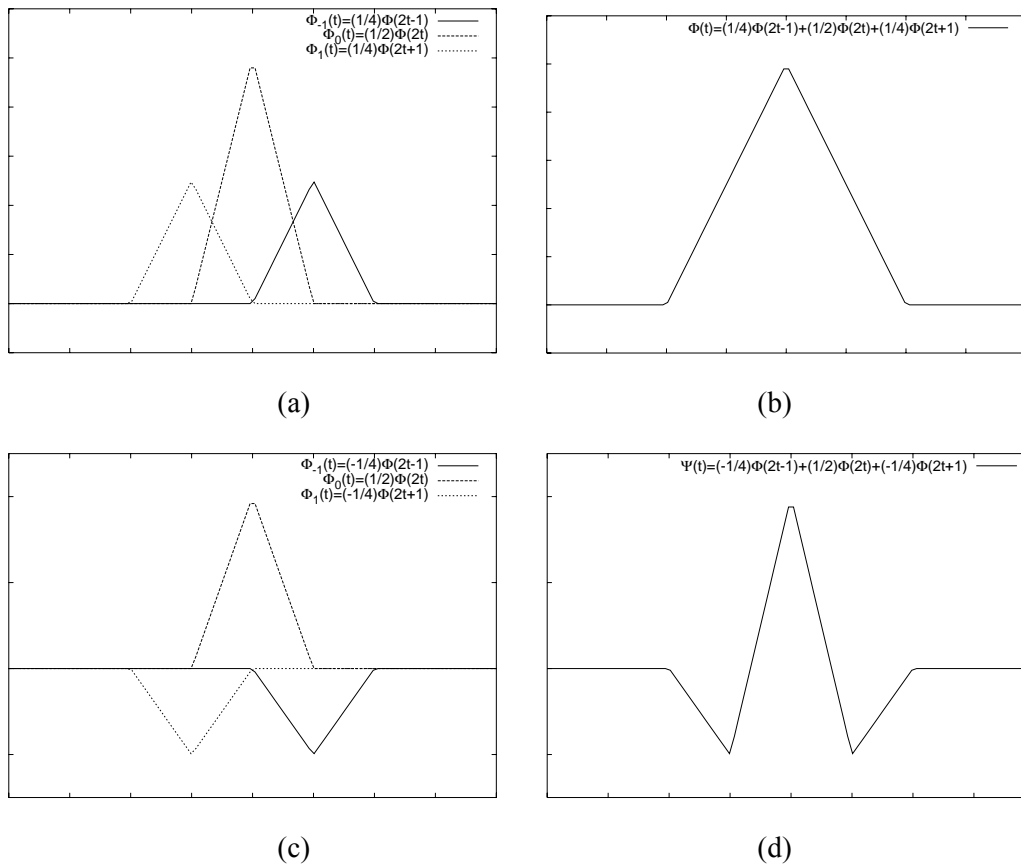 Φ-1(t)=(1/4)Φ(2t-1)
Φ0(t)=(1/2)Φ(2t)
Φ1(t)=(1/4)Φ(2t+1)
Φ(t)=(1/4)Φ(2t-1)+(1/2)Φ(2t)+(1/4)Φ(2t+1)
(a)
(b)
Φ-1(t)=(-1/4)Φ(2t-1)
Φ0(t)=(1/2)Φ(2t)
Φ1(t)=(-1/4)Φ(2t+1)
Ψ(t)=(-1/4)Φ(2t-1)+(1/2)Φ(2t)+(-1/4)Φ(2t+1)
(c)
(d)